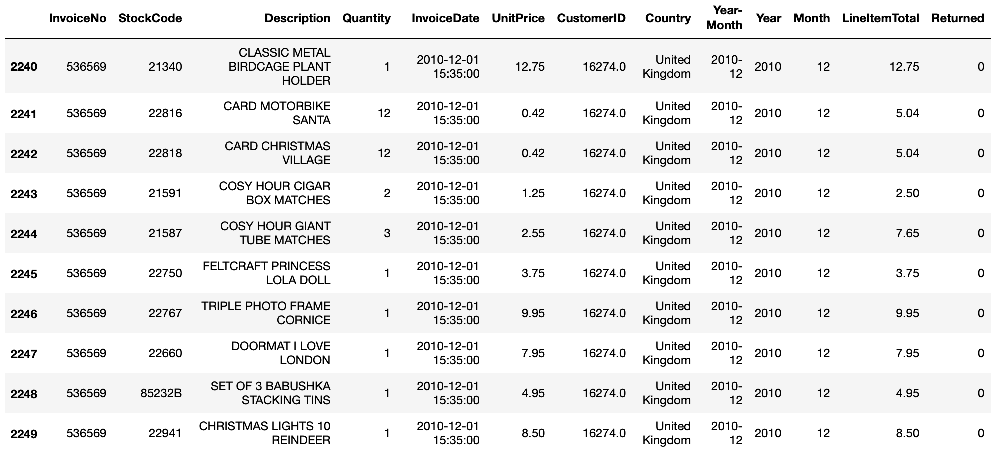 InvoiceNo StockCode Description Quantity InvoiceDate UnitPrice CustomerID Country Year-Month Year Month LineItemTotal Returned
2240 536569 21340 CLASSIC METAL BIRDCAGE PLANT HOLDER 1 2010-12-01 15:35:00 12.75 16274.0 United Kingdom 2010-12 2010 12 12.75 0
2241 536569 22816 CARD MOTORBIKE SANTA 12 2010-12-01 15:35:00 0.42 16274.0 United Kingdom 2010-12 2010 12 5.04 0
2242 536569 22818 CARD CHRISTMAS VILLAGE 12 2010-12-01 15:35:00 0.42 16274.0 United Kingdom 2010-12 2010 12 5.04 0
2243 536569 21591 COSY HOUR CIGAR BOX MATCHES 2 2010-12-01 15:35:00 1.25 16274.0 United Kingdom 2010-12 2010 12 2.50 0
2244 536569 21587 COSY HOUR GIANT TUBE MATCHES 3 2010-12-01 15:35:00 2.55 16274.0 United Kingdom 2010-12 2010 12 7.65 0
2245 536569 22750 FELTCRAFT PRINCESS LOLA DOLL 1 2010-12-01 15:35:00 3.75 16274.0 United Kingdom 2010-12 2010 12 3.75 0
2246 536569 22767 TRIPLE PHOTO FRAME CORNICE 1 2010-12-01 15:35:00 9.95 16274.0 United Kingdom 2010-12 2010 12 9.95 0
2247 536569 22660 DOORMAT I LOVE LONDON 1 2010-12-01 15:35:00 7.95 16274.0 United Kingdom 2010-12 2010 12 7.95 0
2248 536569 85232B SET OF 3 BABUSHKA STACKING TINS 1 2010-12-01 15:35:00 4.95 16274.0 United Kingdom 2010-12 2010 12 4.95 0
2249 536569 22941 CHRISTMAS LIGHTS 10 REINDEER 1 2010-12-01 15:35:00 8.50 16274.0 United Kingdom 2010-12 2010 12 8.50 0